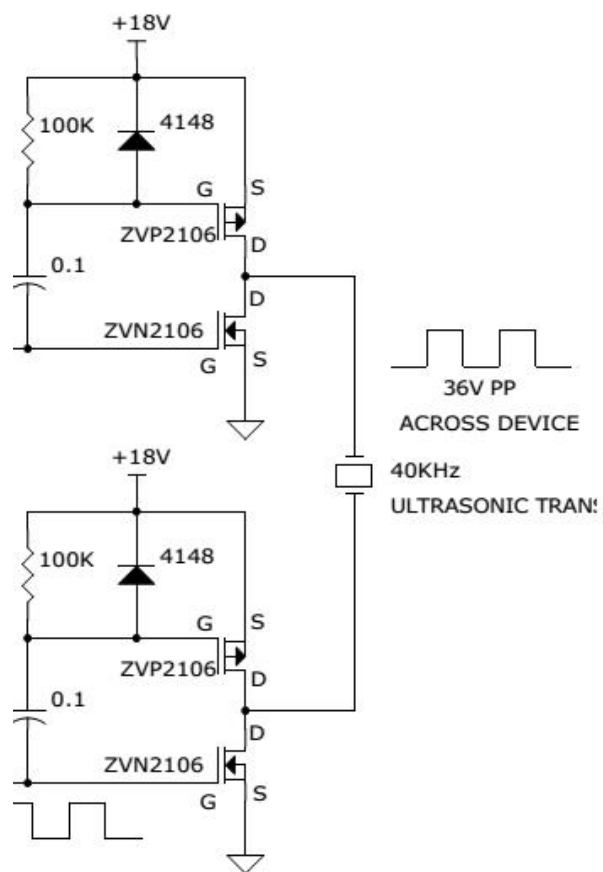 +18V
100K
4148
G
S
ZVP2106
D
0.1
D
ZVN2106
G
S
36V PP
ACROSS DEVICE
40KHz
ULTRASONIC
+18V
100K
4148
G
S
ZVP2106
D
0.1
D
ZVN2106
G
S